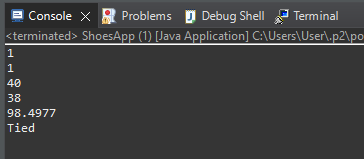 Console Problems Debug Shell Terminal
<terminated> ShoesApp (1) [Java Application] C:\Users\User\.p2\po
1
1
40
38
98.4977
Tied